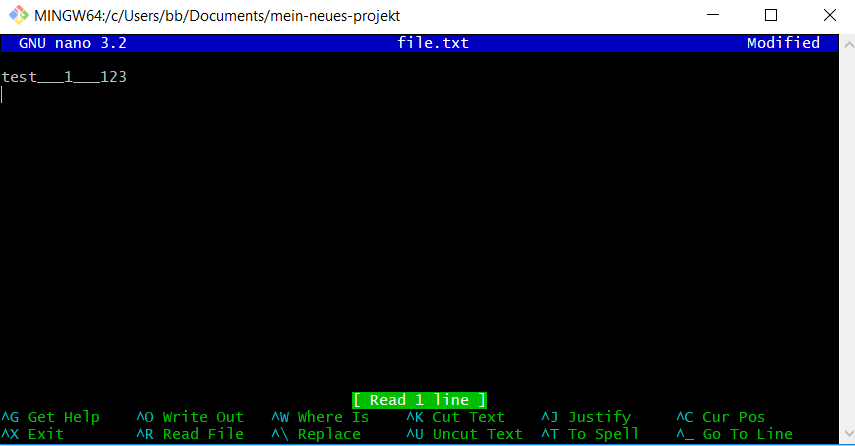 MINGW64:/c/Users/bb/Documents/mein-neues-projekt
GNU nano 3.2 file.txt Modified
test___1___123
[ Read 1 line ]
^G Get Help ^O Write Out ^W Where Is ^K Cut Text ^J Justify ^C Cur Pos
^X Exit ^R Read File ^\ Replace ^U Uncut Text ^T To Spell ^_ Go To Line